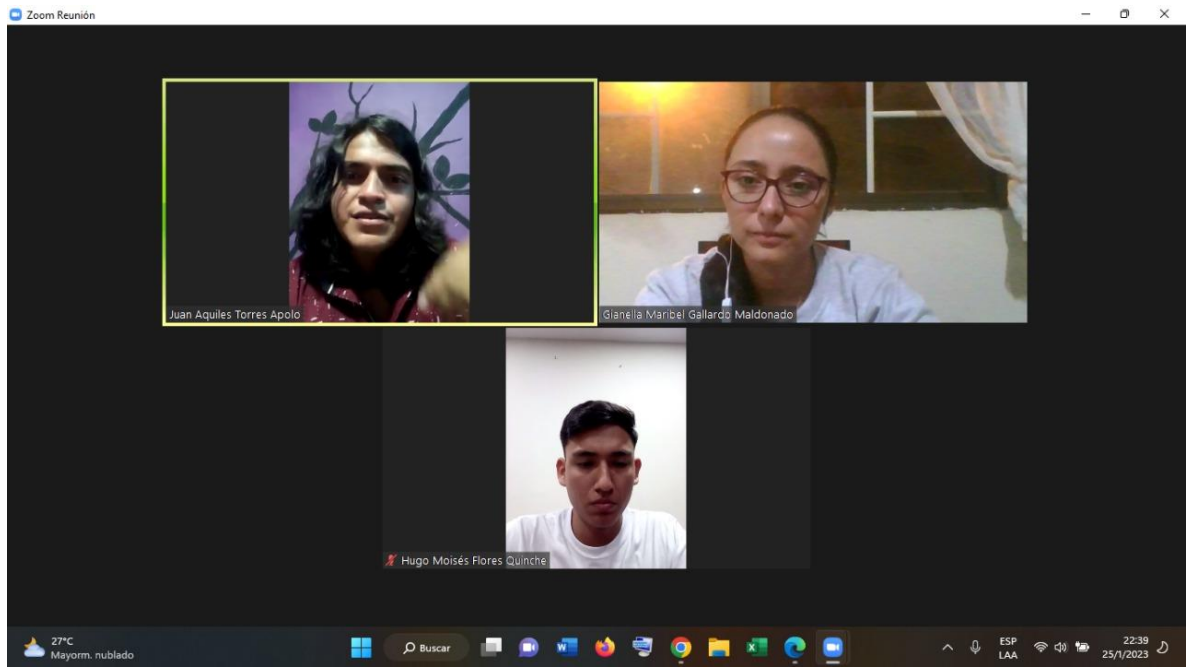 Zoom Reunión
Juan Aquiles Torres Apolo
Gianella Maribel Gallardo Maldonado
Hugo Moisés Flores Quinche
27°C
Mayorm. nublado
Buscar
ESP
LAA
22:39
25/1/2023